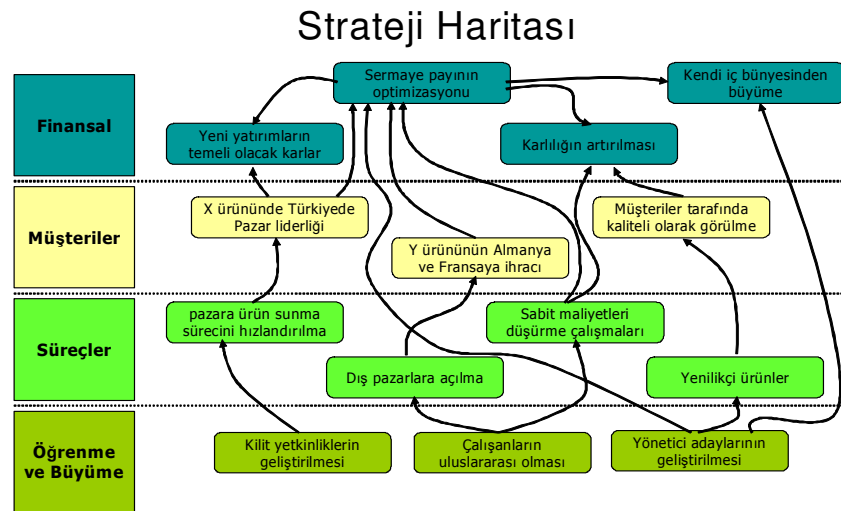 Strateji Haritası
Finansal
Sermaye payının
optimizasyonu
Kendi iç bünyesinden
büyüme
Yeni yatırımların
temeli olacak karlar
Karlılığın artırılması
Müşteriler
X ürününde Türkiyede
Pazar liderliği
Müşteriler tarafında
kaliteli olarak görülme
Y ürününün Almanya
ve Fransaya ihracı
Süreçler
pazara ürün sunma
sürecini hızlandırılma
Sabit maliyetleri
düşürme çalışmaları
Dış pazarlara açılma
Yenilikçi ürünler
Öğrenme
ve Büyüme
Kilit yetkinliklerin
geliştirilmesi
Çalışanların
uluslararası olması
Yönetici adaylarının
geliştirilmesi